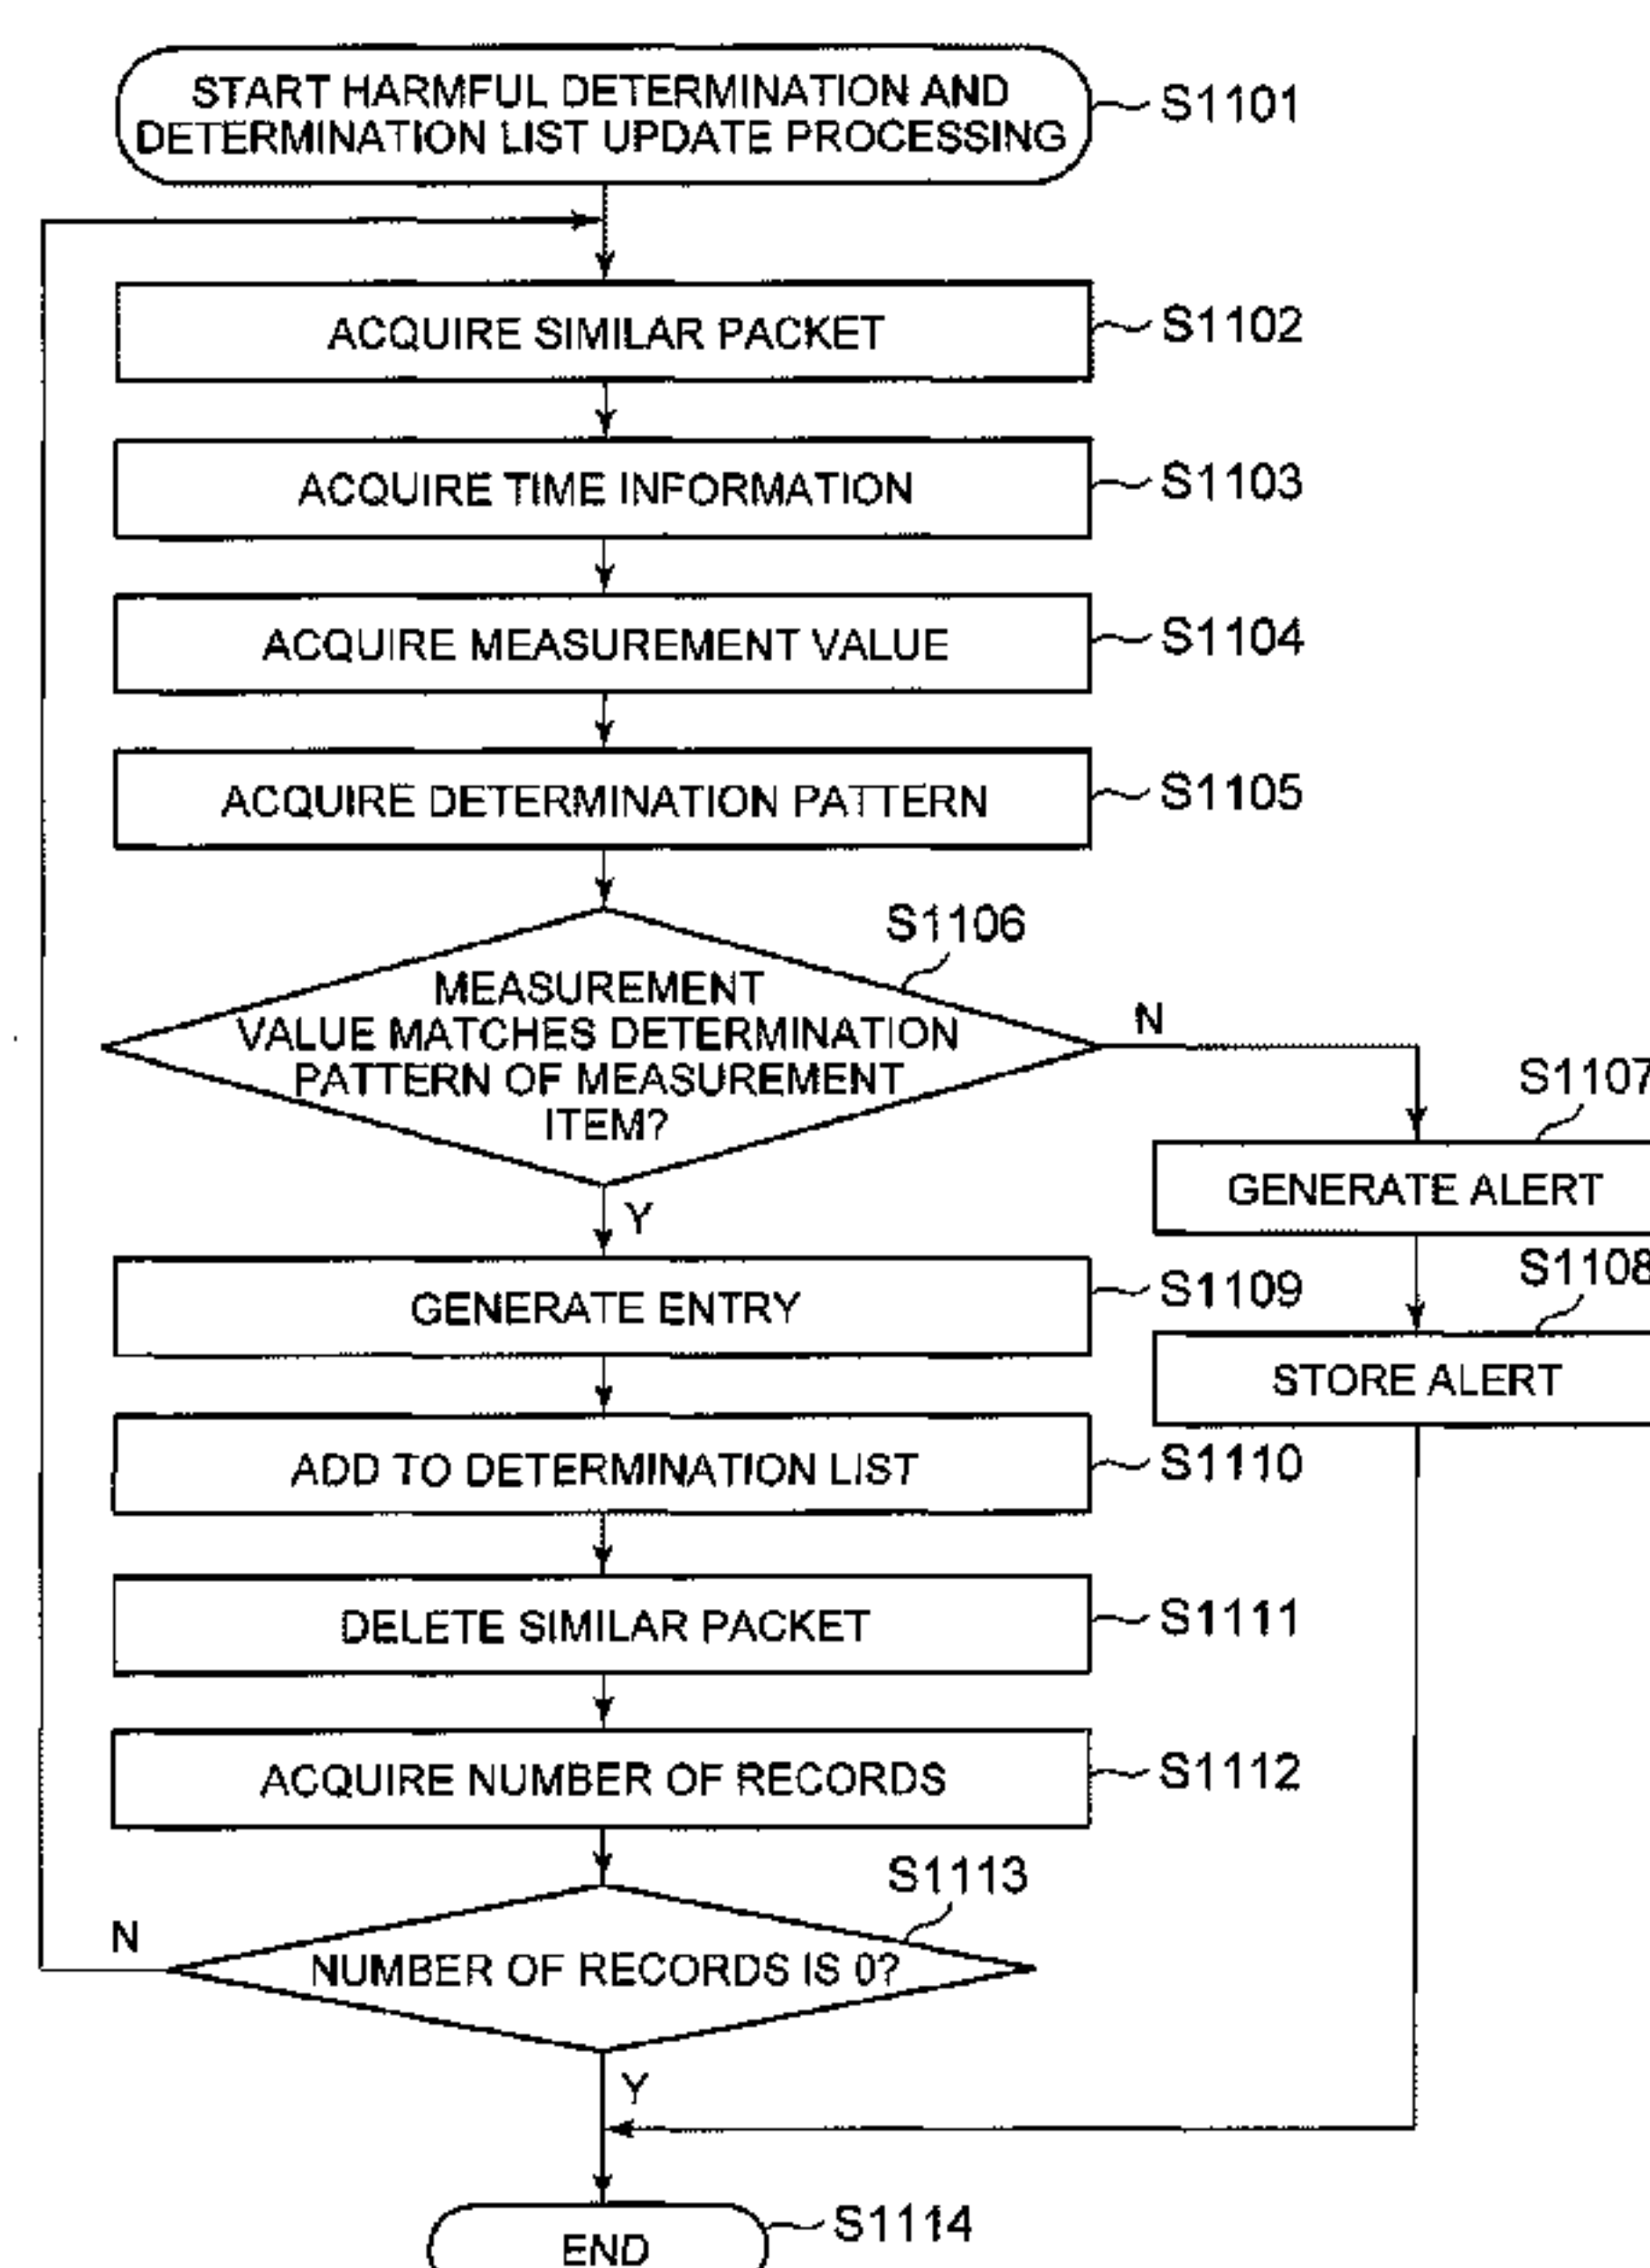 START HARMFUL DETERMINATION AND
DETERMINATION LIST UPDATE PROCESSING
S1101
ACQUIRE SIMILAR PACKET
S1102
ACQUIRE TIME INFORMATION
S1103
ACQUIRE MEASUREMENT VALUE
S1104
ACQUIRE DETERMINATION PATTERN
S1105
S1106
MEASUREMENT
VALUE MATCHES DETERMINATION
PATTERN OF MEASUREMENT
ITEM?
N
S1107
GENERATE ALERT
Y
S1108
STORE ALERT
GENERATE ENTRY
S1109
ADD TO DETERMINATION LIST
S1110
DELETE SIMILAR PACKET
S1111
ACQUIRE NUMBER OF RECORDS
S1112
S1113
N
NUMBER OF RECORDS IS 0?
Y
END
S1114